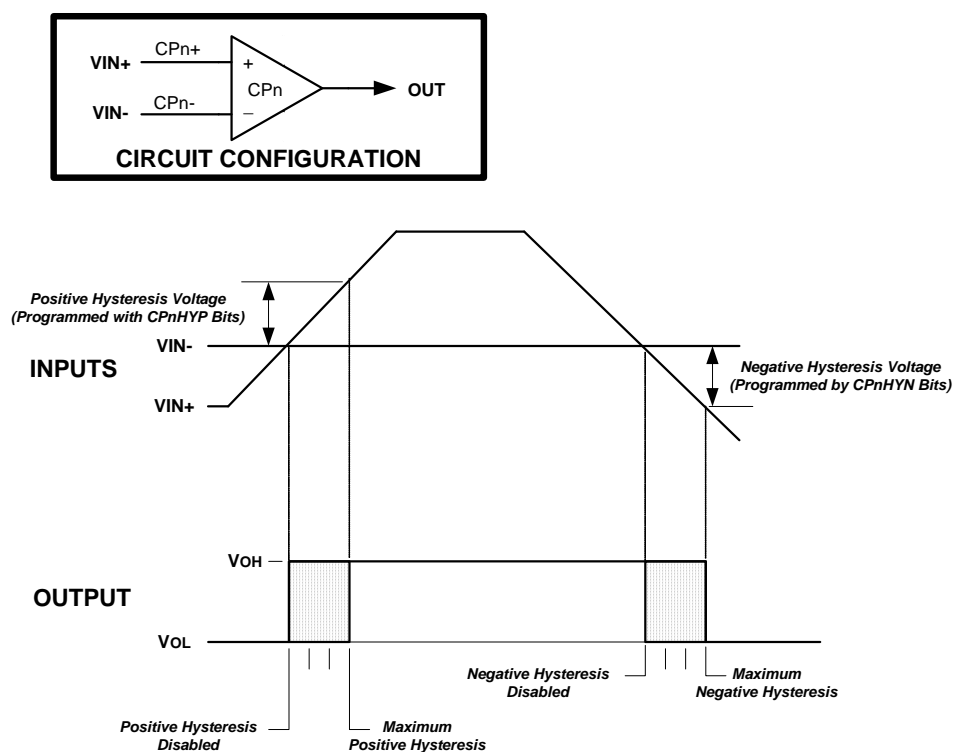 CPn+
VIN+
+
CPn
OUT
CPn-
VIN-
−
CIRCUIT CONFIGURATION
Positive Hysteresis Voltage
(Programmed with CPnHYP Bits)
VIN-
INPUTS
Negative Hysteresis Voltage
(Programmed by CPnHYN Bits)
VIN+
VOH
OUTPUT
VOL
Negative Hysteresis
Disabled
Maximum
Negative Hysteresis
Positive Hysteresis
Disabled
Maximum
Positive Hysteresis